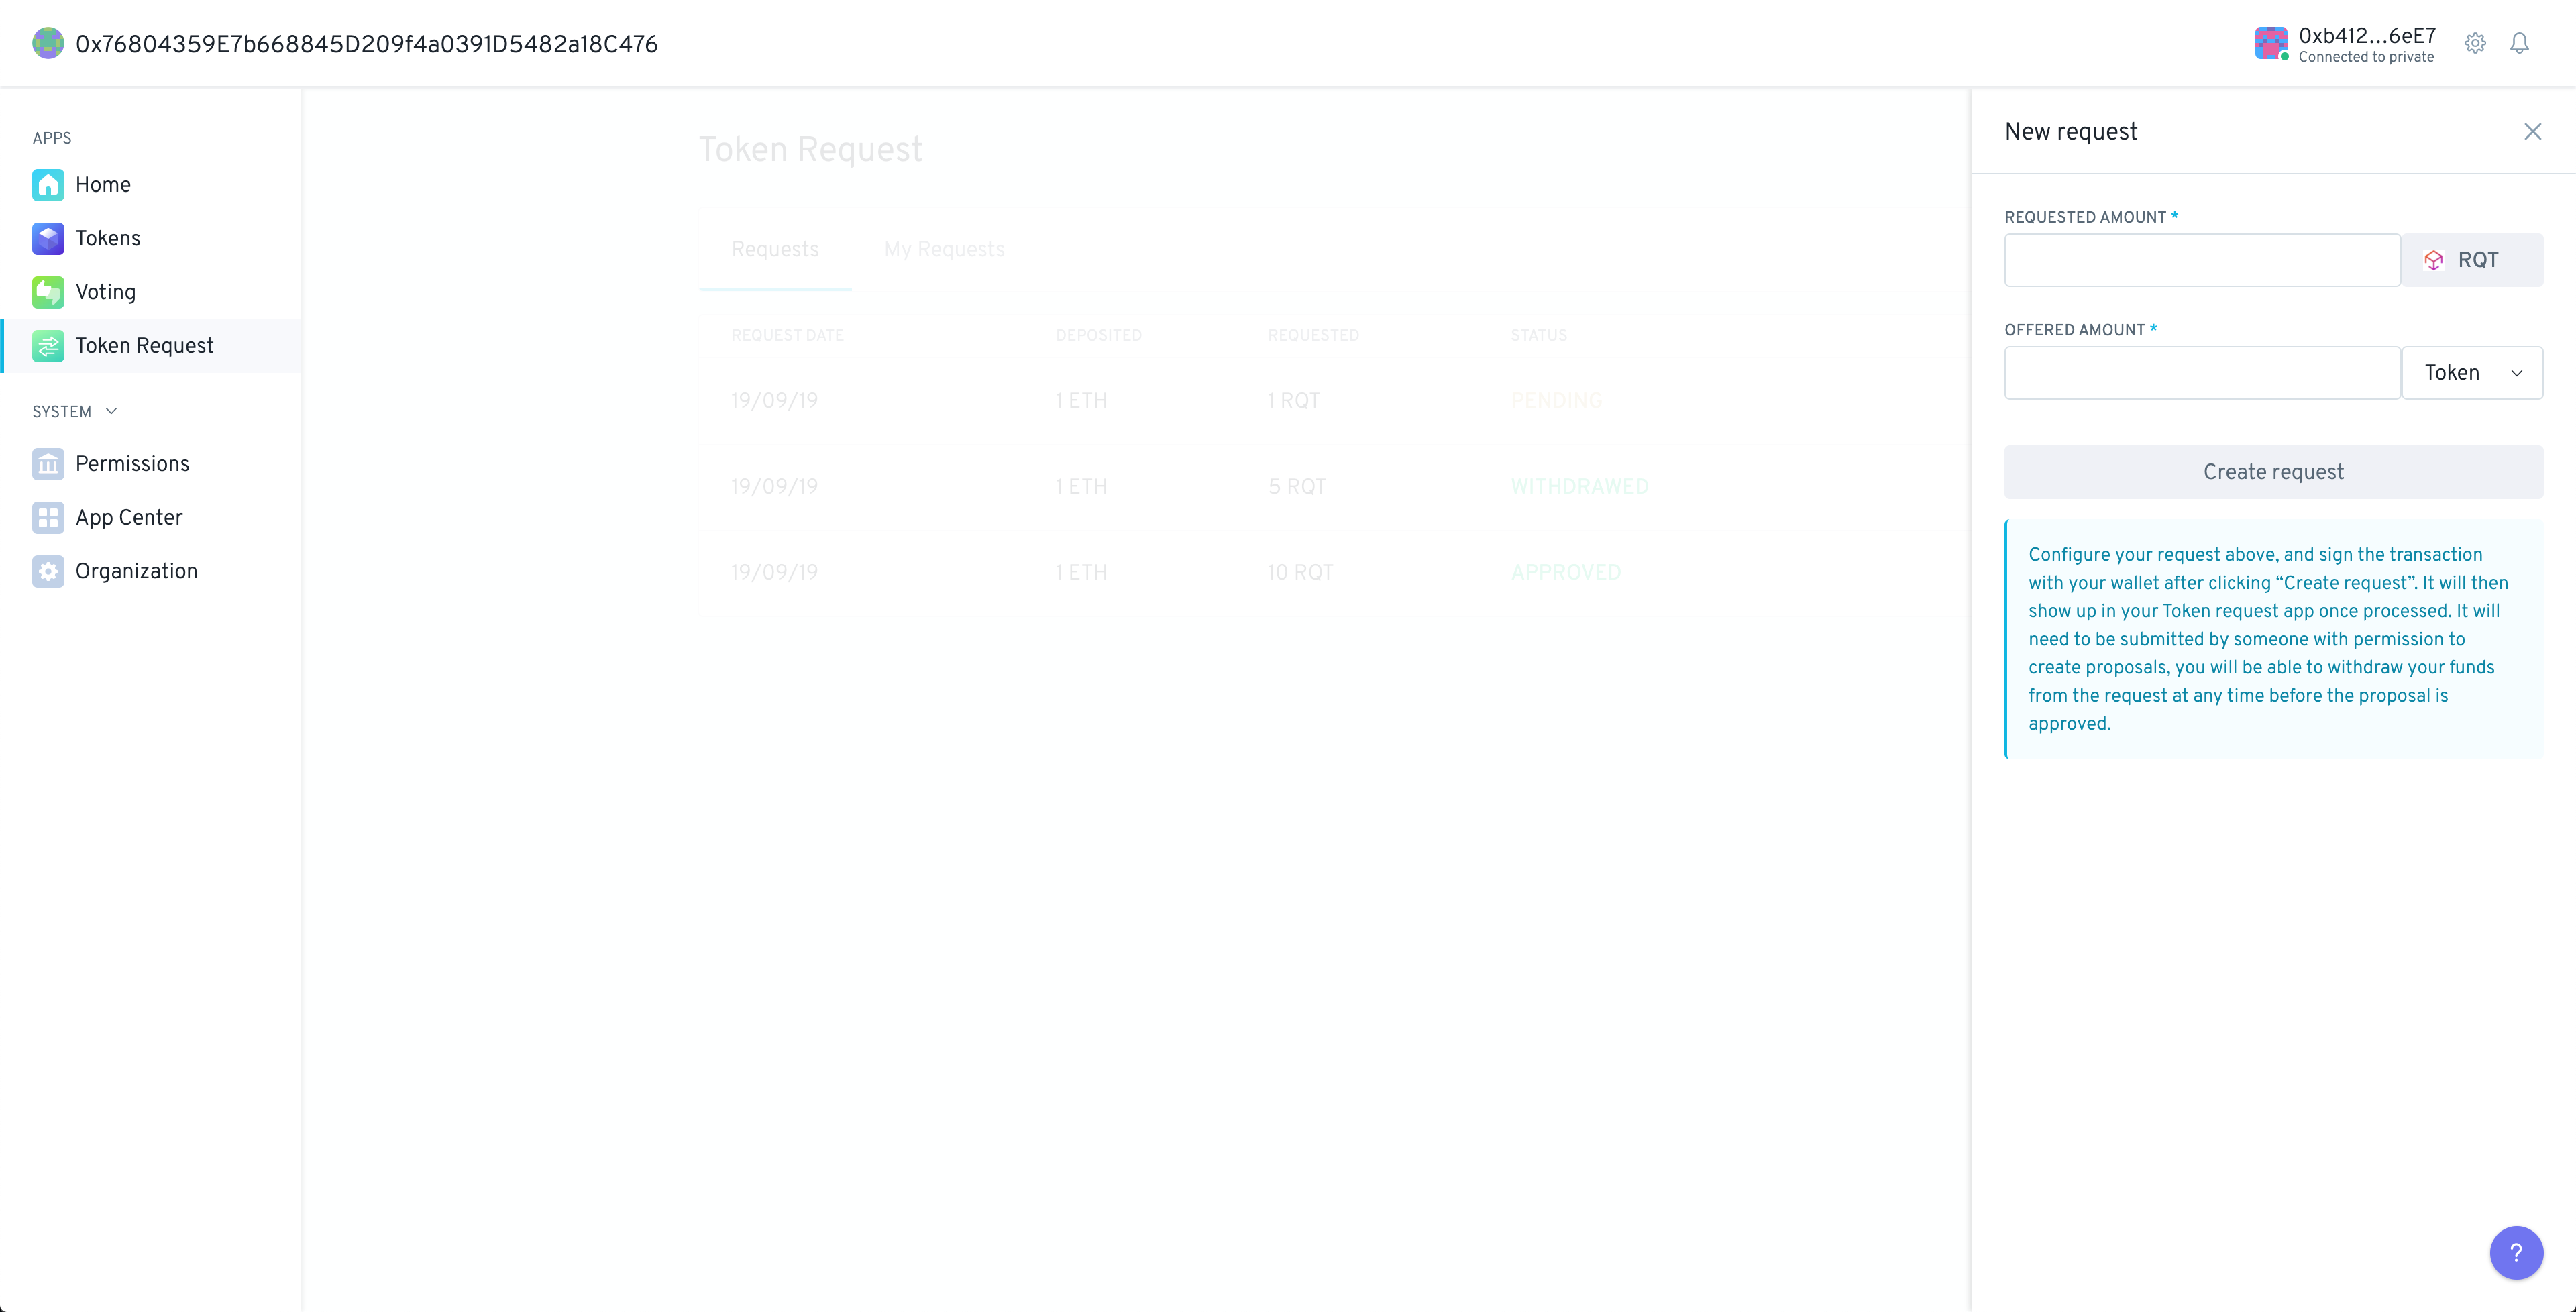 0x76804359E7b668845D209f4a0391D5482a18C476
0xb412...6eE7
Connected to private
APPS
Home
Tokens
Voting
Token Request
SYSTEM
Permissions
App Center
Organization
Token Request
Requests My Requests
REQUEST DATE DEPOSITED REQUESTED STATUS
19/09/19 1 ETH 1 RQT PENDING
19/09/19 1 ETH 5 RQT WITHDRAWED
19/09/19 1 ETH 10 RQT APPROVED
New request
REQUESTED AMOUNT *
RQT
OFFERED AMOUNT *
Token
Create request
Configure your request above, and sign the transaction
with your wallet after clicking “Create request”. It will then
show up in your Token request app once processed. It will
need to be submitted by someone with permission to
create proposals, you will be able to withdraw your funds
from the request at any time before the proposal is
approved.
?